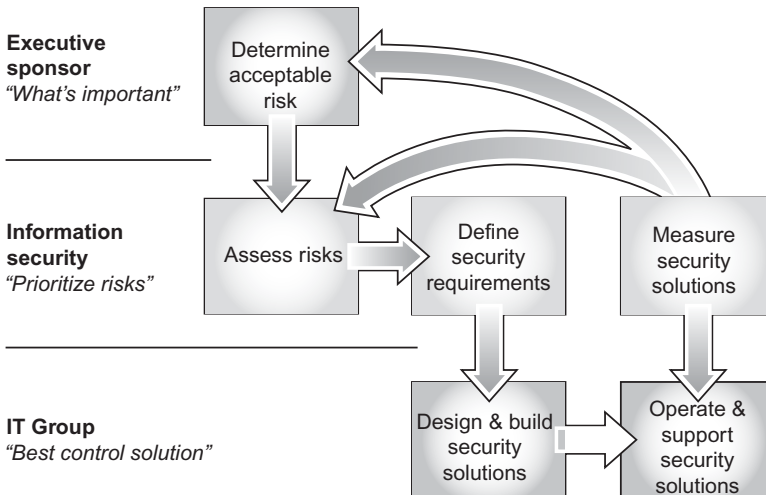 Executive
sponsor
“What’s important”
Determine
acceptable
risk
Information
security
“Prioritize risks”
Assess risks
Define
security
requirements
Measure
security
solutions
IT Group
“Best control solution”
Design & build
security
solutions
Operate &
support
security
solutions